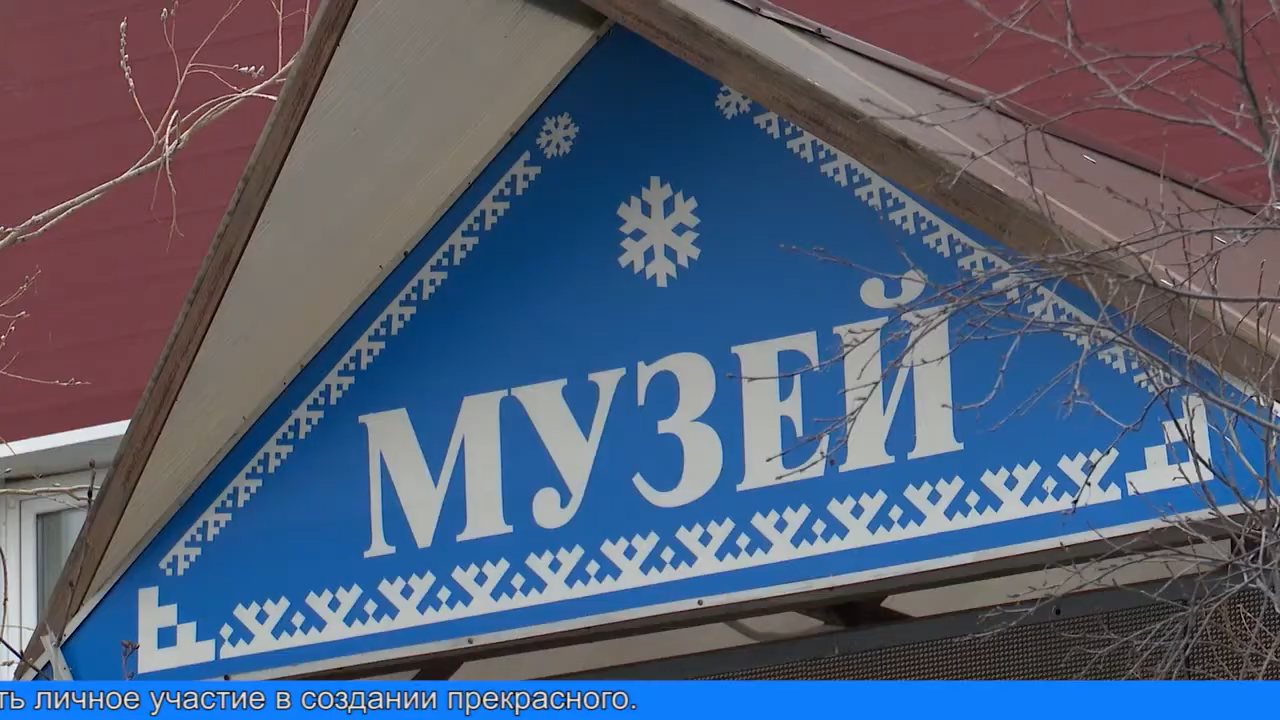 МУЗЕЙ
ть личное участие в создании прекрасного.